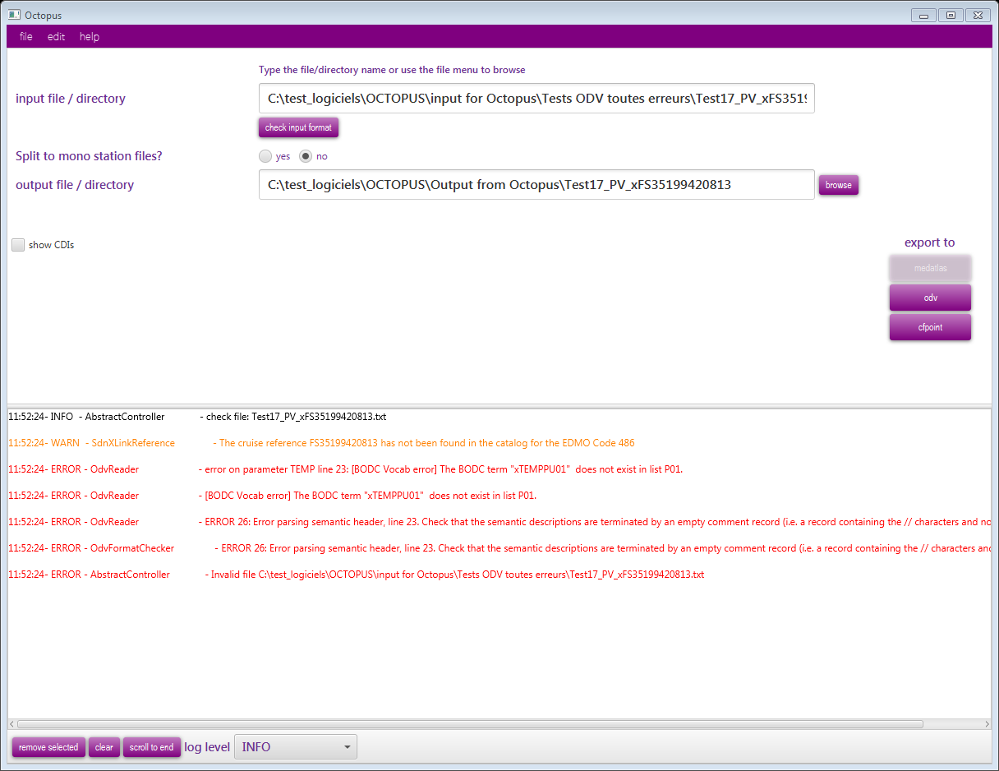 Octopus
file edit help
Type the file/directory name or use the file menu to browse
input file / directory
C:\test_logiciels\OCTOPUS\input for Octopus\Tests ODV toutes erreurs\Test17_PV_xFS3519
check input format
Split to mono station files?
yes no
output file / directory
C:\test_logiciels\OCTOPUS\Output from Octopus\Test17_PV_xFS35199420813
browse
show CDIs
export to
medatlas
odv
cfpoint
11:52:24- INFO - AbstractController - check file: Test17_PV_xFS35199420813.txt
11:52:24- WARN - SdnXLinkReference - The cruise reference FS35199420813 has not been found in the catalog for the EDMO Code 486
11:52:24- ERROR - OdvReader - error on parameter TEMP line 23: [BODC Vocab error] The BODC term "xTEMPPU01" does not exist in list P01.
11:52:24- ERROR - OdvReader - [BODC Vocab error] The BODC term "xTEMPPU01" does not exist in list P01.
11:52:24- ERROR - OdvReader - ERROR 26: Error parsing semantic header, line 23. Check that the semantic descriptions are terminated by an empty comment record (i.e. a record containing the // characters and no
11:52:24- ERROR - OdvFormatChecker - ERROR 26: Error parsing semantic header, line 23. Check that the semantic descriptions are terminated by an empty comment record (i.e. a record containing the // characters and
11:52:24- ERROR - AbstractController - Invalid file C:\test_logiciels\OCTOPUS\input for Octopus\Tests ODV toutes erreurs\Test17_PV_xFS35199420813.txt
remove selected clear scroll to end log level INFO